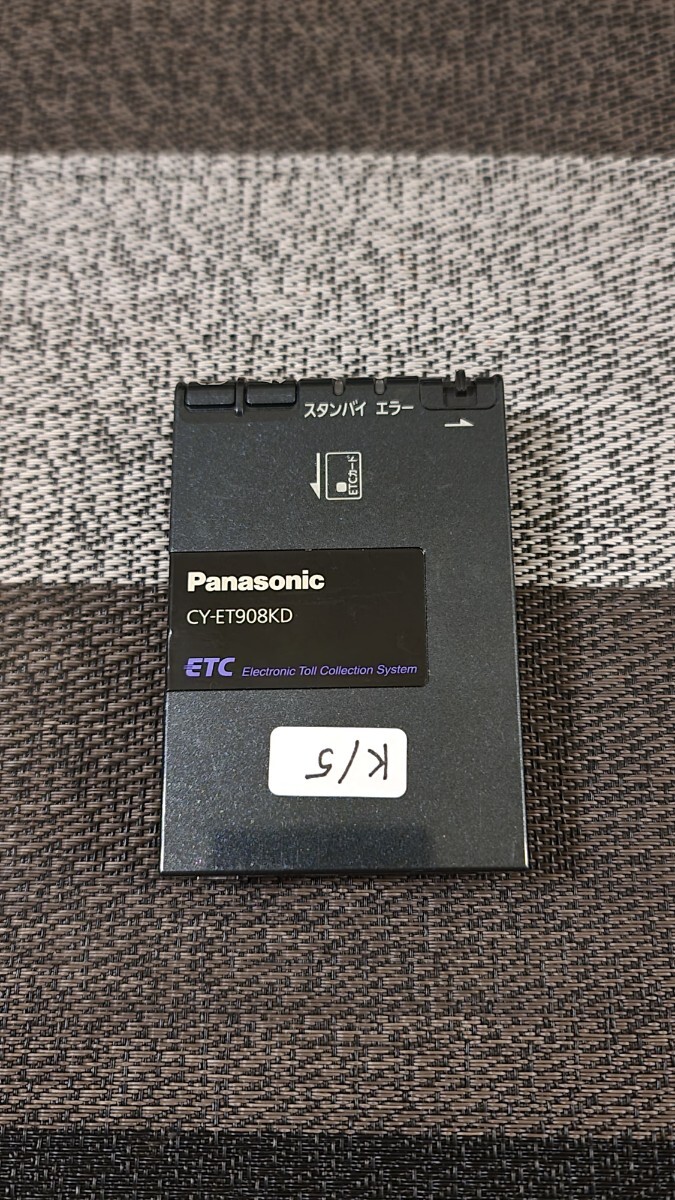 スタンバイ エラー
ETCカード
Panasonic
CY-ET908KD
ETC Electronic Toll Collection System
K15